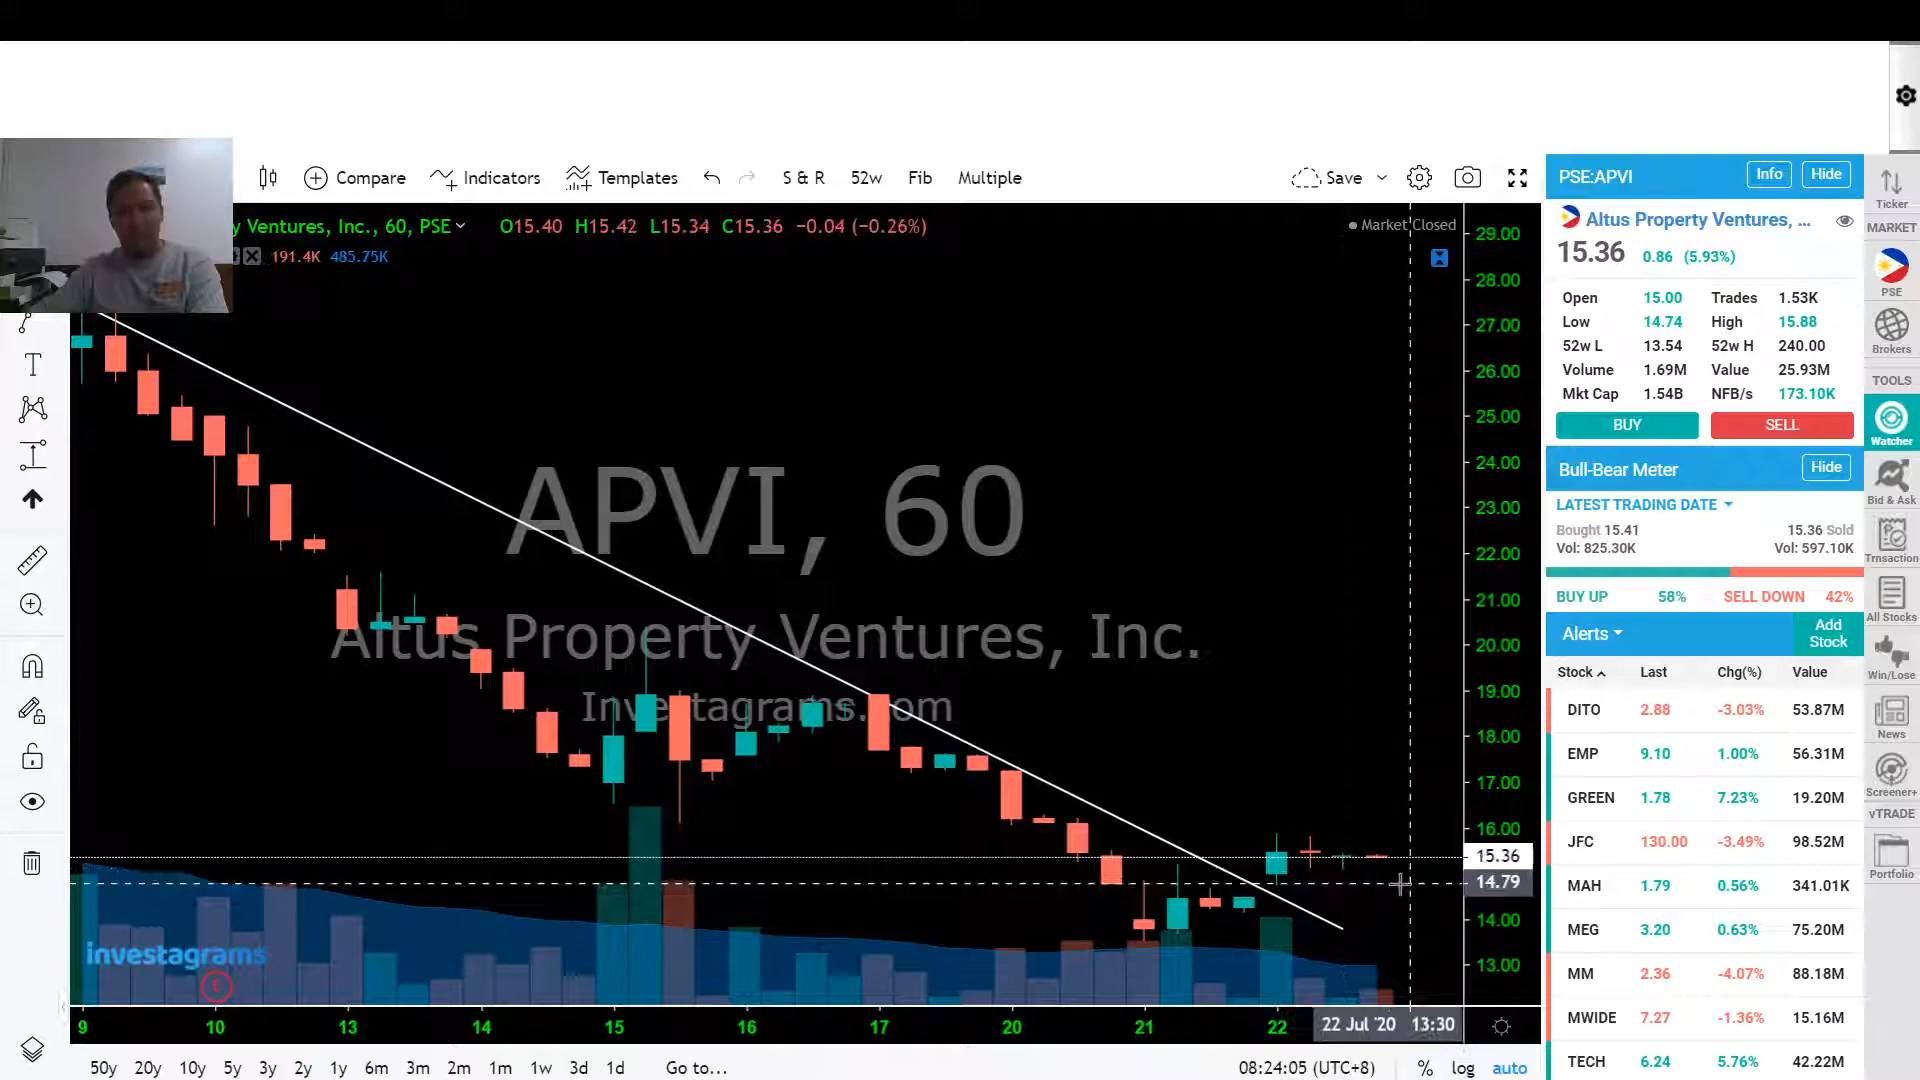 Compare
Indicators
Templates
S & R
52w
Fib
Multiple
Save
y Ventures, Inc., 60, PSE
O15.40 H15.42 L15.34 C15.36 −0.04 (−0.26%)
Market Closed
191.4K 485.75K
APVI, 60
Altus Property Ventures, Inc.
Investagrams.com
investagrams
E
29.00
28.00
27.00
26.00
25.00
24.00
23.00
22.00
21.00
20.00
19.00
18.00
17.00
16.00
15.36
14.79
14.00
13.00
9 10 13 14 15 16 17 20 21 22
22 Jul '20 13:30
50y 20y 10y 5y 3y 2y 1y 6m 3m 2m 1m 1w 3d 1d Go to...
08:24:05 (UTC+8) % log auto
PSE:APVI Info Hide
Altus Property Ventures, ...
15.36 0.86 (5.93%)
Open 15.00 Trades 1.53K
Low 14.74 High 15.88
52w L 13.54 52w H 240.00
Volume 1.69M Value 25.93M
Mkt Cap 1.54B NFB/s 173.10K
BUY SELL
Bull-Bear Meter Hide
LATEST TRADING DATE
Bought 15.41 15.36 Sold
Vol: 825.30K Vol: 597.10K
BUY UP 58% SELL DOWN 42%
Alerts Add Stock
Stock Last Chg(%) Value
DITO 2.88 -3.03% 53.87M
EMP 9.10 1.00% 56.31M
GREEN 1.78 7.23% 19.20M
JFC 130.00 -3.49% 98.52M
MAH 1.79 0.56% 341.01K
MEG 3.20 0.63% 75.20M
MM 2.36 -4.07% 88.18M
MWIDE 7.27 -1.36% 15.16M
TECH 6.24 5.76% 42.22M
Ticker
MARKET
PSE
Brokers
TOOLS
Watcher
Bid & Ask
Trnsaction
All Stocks
Win/Lose
News
Screener+
vTRADE
Portfolio